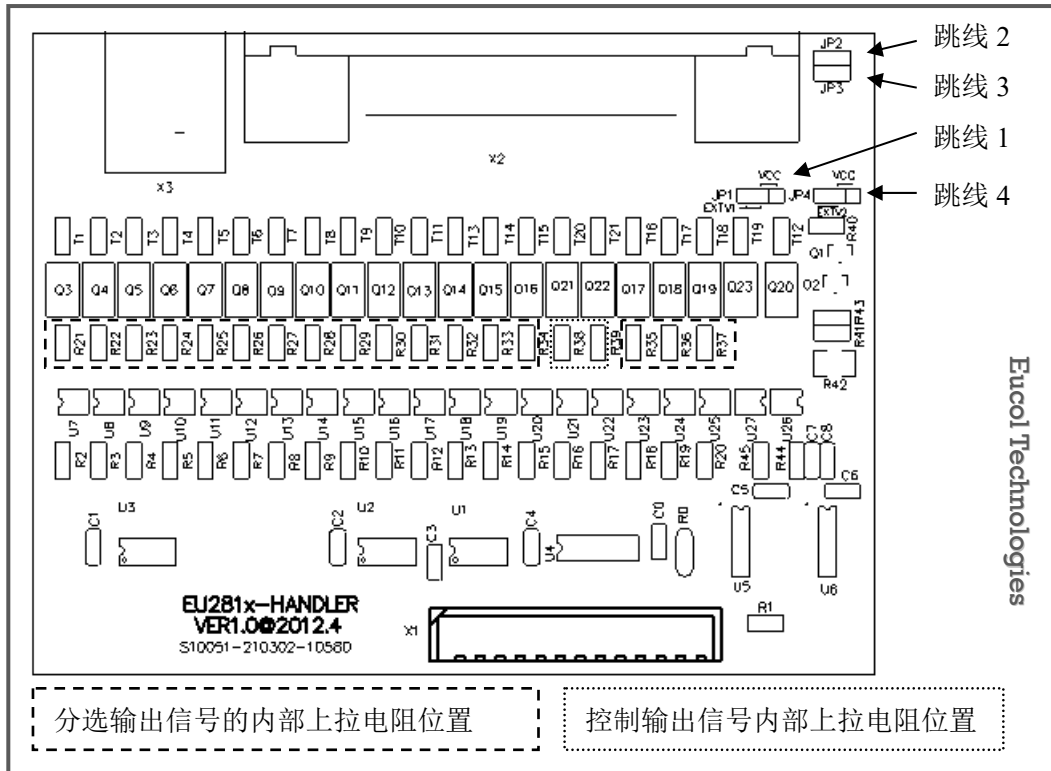 JP2
跳线 2
跳线 3
JP3
跳线 1
X2
X3
VCC
VCC
JP1
JP4
跳线 4
EXTV1
EXTV2
T1 T2 T3 T4 T5 T6 T7 T8 T9 T10 T11 T13 T14 T15 T20 T21 T16 T17 T18 T19 T12 R40
Q1
Q3 Q4 Q5 Q6 Q7 Q8 Q9 Q10 Q11 Q12 Q13 Q14 Q15 Q16 Q21 Q22 Q17 Q18 Q19 Q23 Q20
Q2
R21 R22 R23 R24 R25 R26 R27 R28 R29 R30 R31 R32 R33 R34 R38 R39 R35 R36 R37
R41 R43
R42
Eucol Technologies
U7 U8 U9 U10 U11 U12 U13 U14 U15 U16 U17 U18 U19 U20 U21 U22 U23 U24 U25 U27 U26 C7 C8
R2 R3 R4 R5 R6 R7 R8 R9 R10 R11 R12 R13 R14 R15 R16 R17 R18 R19 R20 R45 R44
C5
C6
C1
U3
C2
U2
C3
U1
C4
U4
C0
R0
U5
U6
EU281x-HANDLER
VER1.0@2012.4
S10051-210302-10580
X1
R1
分选输出信号的内部上拉电阻位置
控制输出信号内部上拉电阻位置